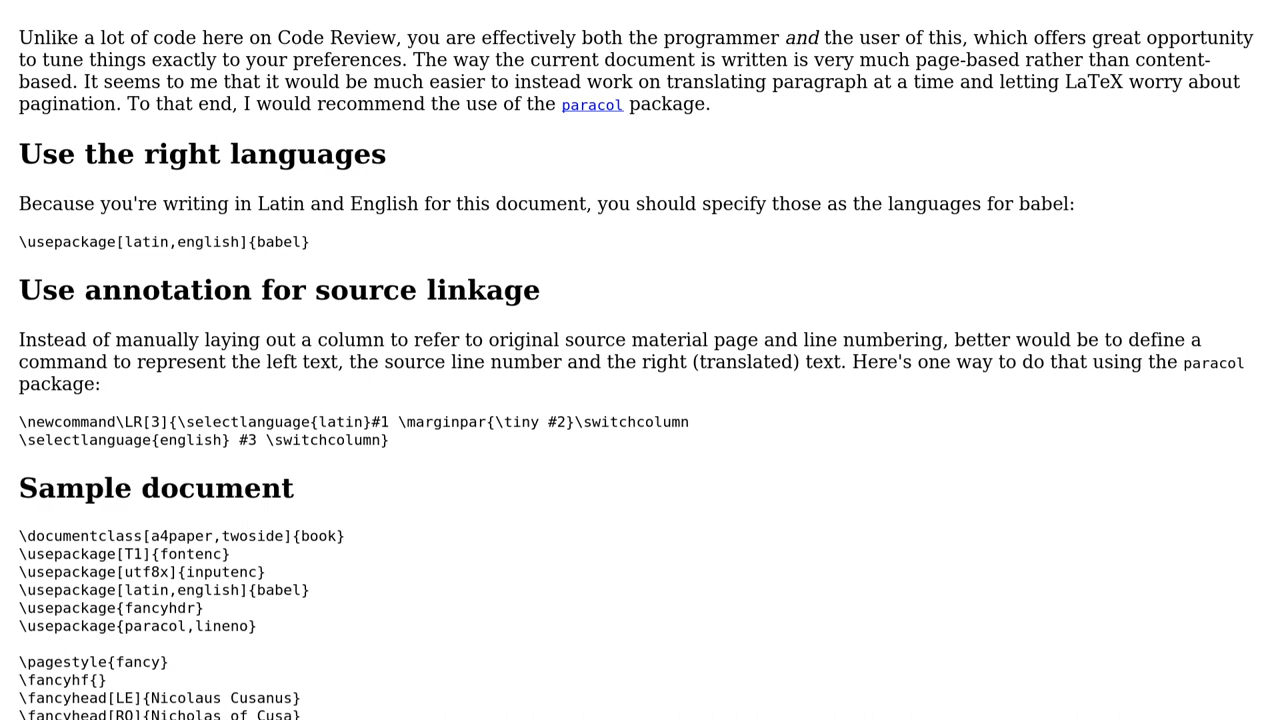 Unlike a lot of code here on Code Review, you are effectively both the programmer and the user of this, which offers great opportunity
to tune things exactly to your preferences. The way the current document is written is very much page-based rather than content-
based. It seems to me that it would be much easier to instead work on translating paragraph at a time and letting LaTeX worry about
pagination. To that end, I would recommend the use of the paracol package.
Use the right languages
Because you're writing in Latin and English for this document, you should specify those as the languages for babel:
\usepackage[latin,english]{babel}
Use annotation for source linkage
Instead of manually laying out a column to refer to original source material page and line numbering, better would be to define a
command to represent the left text, the source line number and the right (translated) text. Here's one way to do that using the paracol
package:
\newcommand\LR[3]{\selectlanguage{latin}#1 \marginpar{\tiny #2}\switchcolumn
\selectlanguage{english} #3 \switchcolumn}
Sample document
\documentclass[a4paper,twoside]{book}
\usepackage[T1]{fontenc}
\usepackage[utf8x]{inputenc}
\usepackage[latin,english]{babel}
\usepackage{fancyhdr}
\usepackage{paracol,lineno}
\pagestyle{fancy}
\fancyhf{}
\fancyhead[LE]{Nicolaus Cusanus}
\fancyhead[RO]{Nicholas of Cusa}